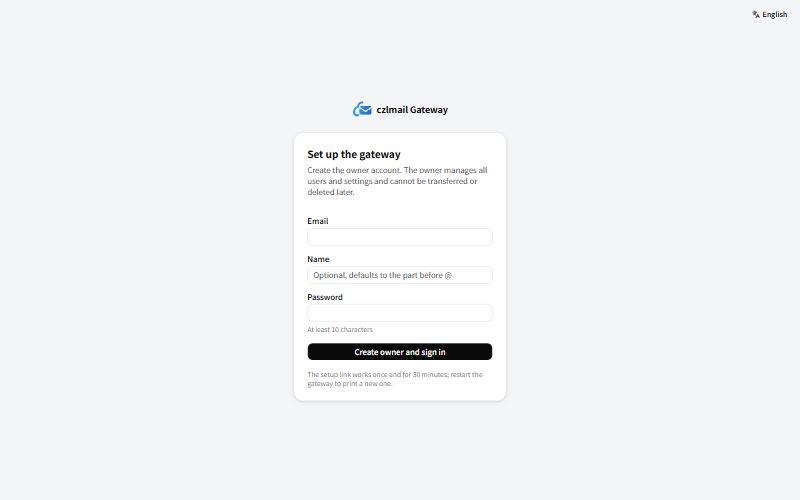 English
czlmail Gateway
Set up the gateway
Create the owner account. The owner manages all
users and settings and cannot be transferred or
deleted later.
Email
Name
Optional, defaults to the part before @
Password
At least 10 characters
Create owner and sign in
The setup link works once and for 30 minutes; restart the
gateway to print a new one.